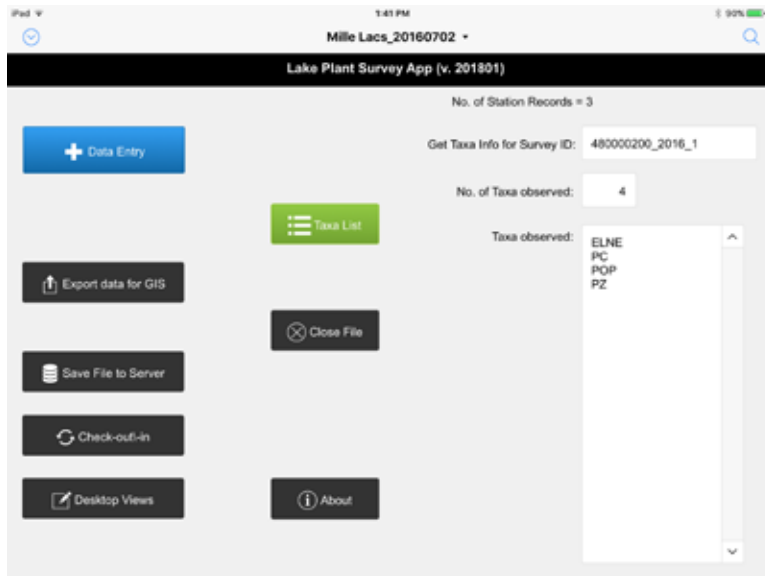 iPad 1:41 PM 90%
Mille Lacs_20160702
Lake Plant Survey App (v. 201801)
No. of Station Records = 3
Data Entry
Get Taxa Info for Survey ID: 480000200_2016_1
No. of Taxa observed: 4
Taxa List
Taxa observed:
ELNE
PC
POP
PZ
Export data for GIS
Close File
Save File to Server
Check-out\-in
Desktop Views
About